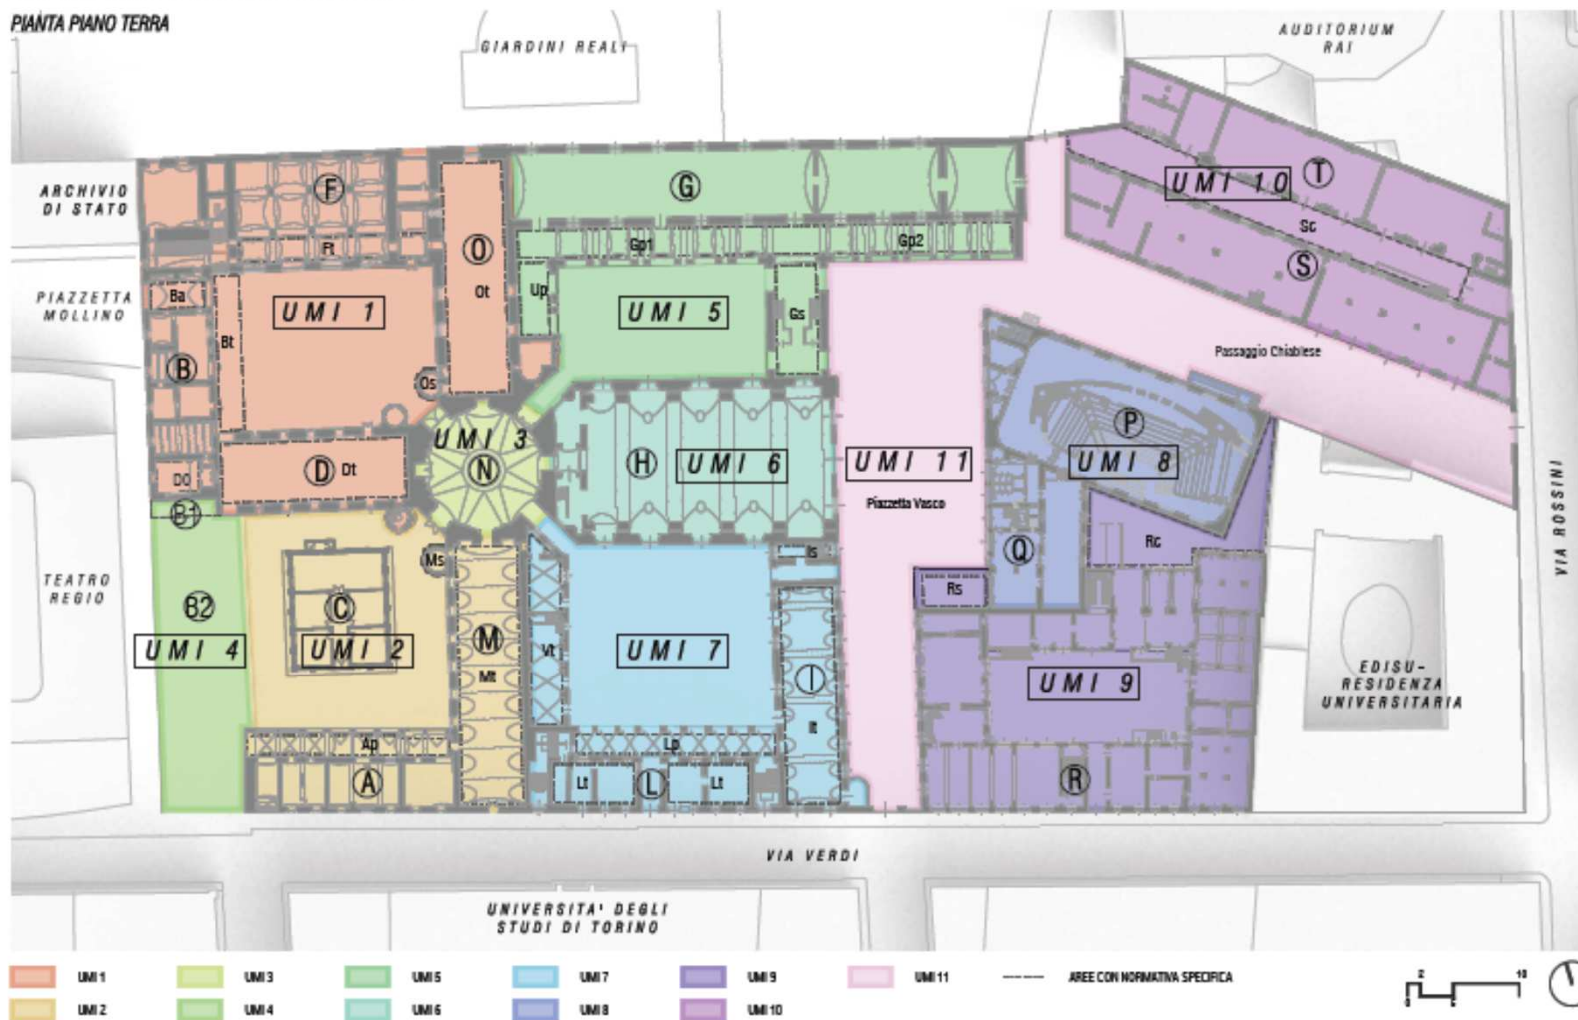 PIANTA PIANO TERRA
GIARDINI REALI
AUDITORIUM
RAI
ARCHIVIO
DI STATO
F
G
UMI 10
T
Sc
S
Ft
O
Gp1
Gp2
PIAZZETTA
MOLLINO
Ba
UMI 1
Ot
Up
UMI 5
Gs
Bt
B
Os
Passaggio Chiablese
UMI 3
P
D
Dt
N
H
UMI 6
UMI 11
UMI 8
Piazzetta Vasco
B1
Ms
Is
Q
Rc
VIA ROSSINI
TEATRO
REGIO
B2
C
Rs
UMI 4
UMI 2
M
Mt
Vt
UMI 7
I
It
UMI 9
EDISU-
RESIDENZA
UNIVERSITARIA
Ap
Lp
A
Lt
L
Lt
R
VIA VERDI
UNIVERSITA' DEGLI
STUDI DI TORINO
UMI 1
UMI 3
UMI 5
UMI 7
UMI 9
UMI 11
AREE CON NORMATIVA SPECIFICA
UMI 2
UMI 4
UMI 6
UMI 8
UMI 10
2
10